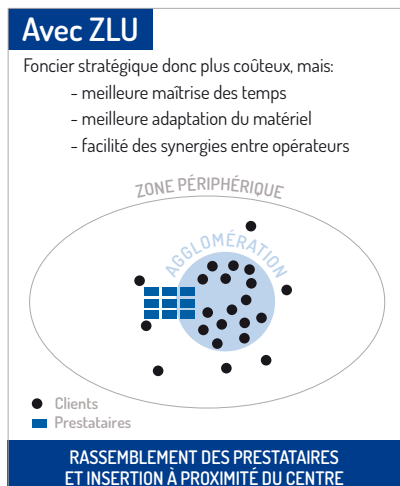 Avec ZLU
Foncier stratégique donc plus coûteux, mais:
- meilleure maîtrise des temps
- meilleure adaptation du matériel
- facilité des synergies entre opérateurs
ZONE PÉRIPHÉRIQUE
AGGLOMÉRATION
Clients
Prestataires
RASSEMBLEMENT DES PRESTATAIRES
ET INSERTION À PROXIMITÉ DU CENTRE